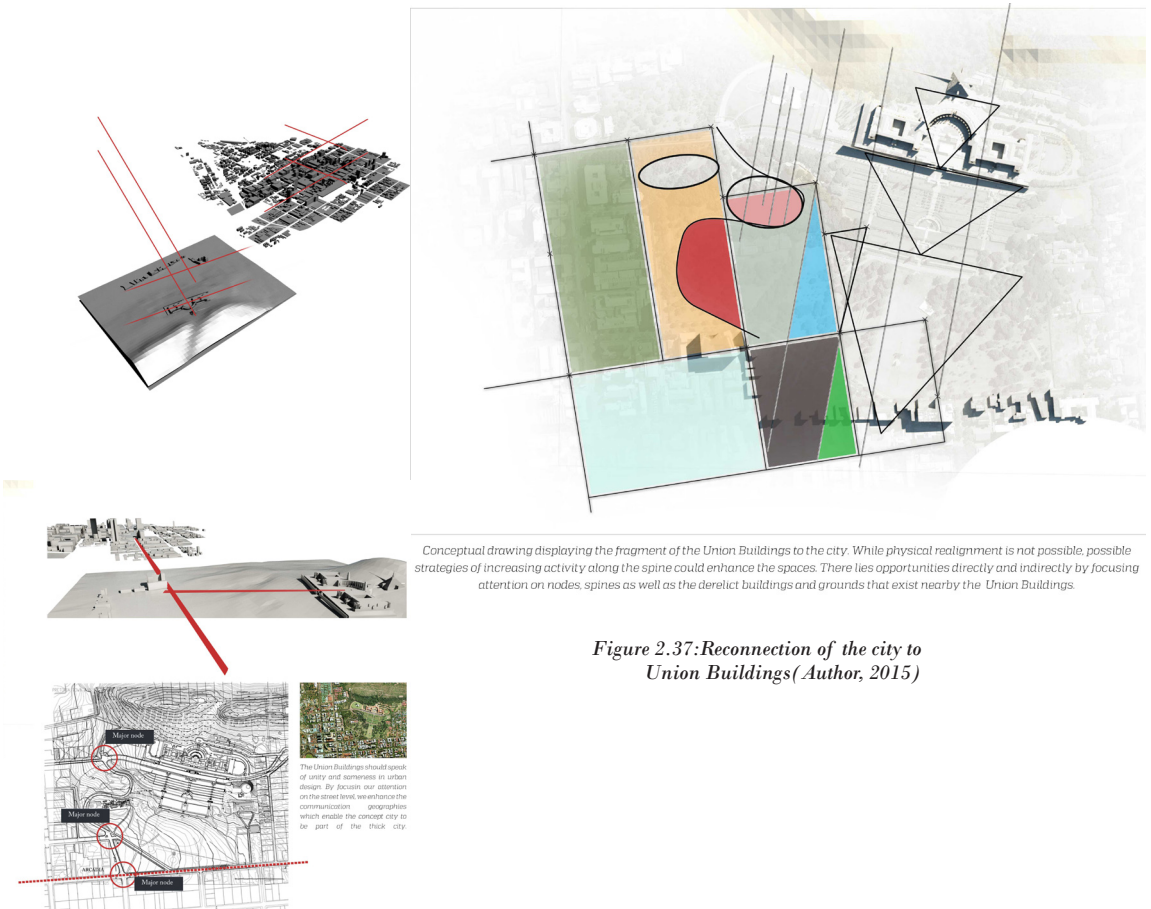 Conceptual drawing displaying the fragment of the Union Buildings to the city. While physical realignment is not possible, possible
strategies of increasing activity along the spine could enhance the spaces. There lies opportunities directly and indirectly by focusing
attention on nodes, spines as well as the derelict buildings and grounds that exist nearby the Union Buildings.
Figure 2.37:Reconnection of the city to
Union Buildings(Author, 2015)
Major node
Major node
ARCADIA
Major node
The Union Buildings should speak
of unity and sameness in urban
design. By focusin our attention
on the street level, we enhance the
communication geographies
which enable the concept city to
be part of the thick city.